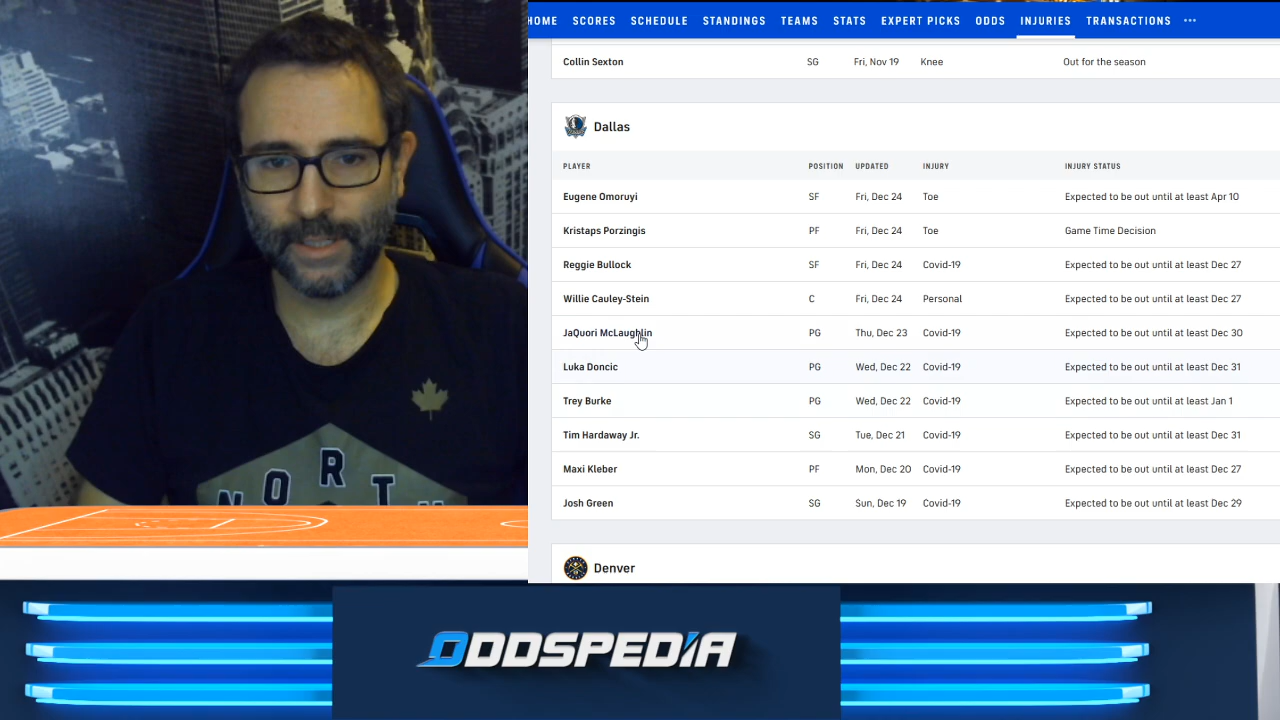 HOME SCORES SCHEDULE STANDINGS TEAMS STATS EXPERT PICKS ODDS INJURIES TRANSACTIONS •••
Collin Sexton SG Fri, Nov 19 Knee Out for the season
Dallas
PLAYER POSITION UPDATED INJURY INJURY STATUS
Eugene Omoruyi SF Fri, Dec 24 Toe Expected to be out until at least Apr 10
Kristaps Porzingis PF Fri, Dec 24 Toe Game Time Decision
Reggie Bullock SF Fri, Dec 24 Covid-19 Expected to be out until at least Dec 27
Willie Cauley-Stein C Fri, Dec 24 Personal Expected to be out until at least Dec 27
JaQuori McLaughlin PG Thu, Dec 23 Covid-19 Expected to be out until at least Dec 30
Luka Doncic PG Wed, Dec 22 Covid-19 Expected to be out until at least Dec 31
Trey Burke PG Wed, Dec 22 Covid-19 Expected to be out until at least Jan 1
Tim Hardaway Jr. SG Tue, Dec 21 Covid-19 Expected to be out until at least Dec 31
Maxi Kleber PF Mon, Dec 20 Covid-19 Expected to be out until at least Dec 27
Josh Green SG Sun, Dec 19 Covid-19 Expected to be out until at least Dec 29
Denver
NORTH
ODDSPEDIA